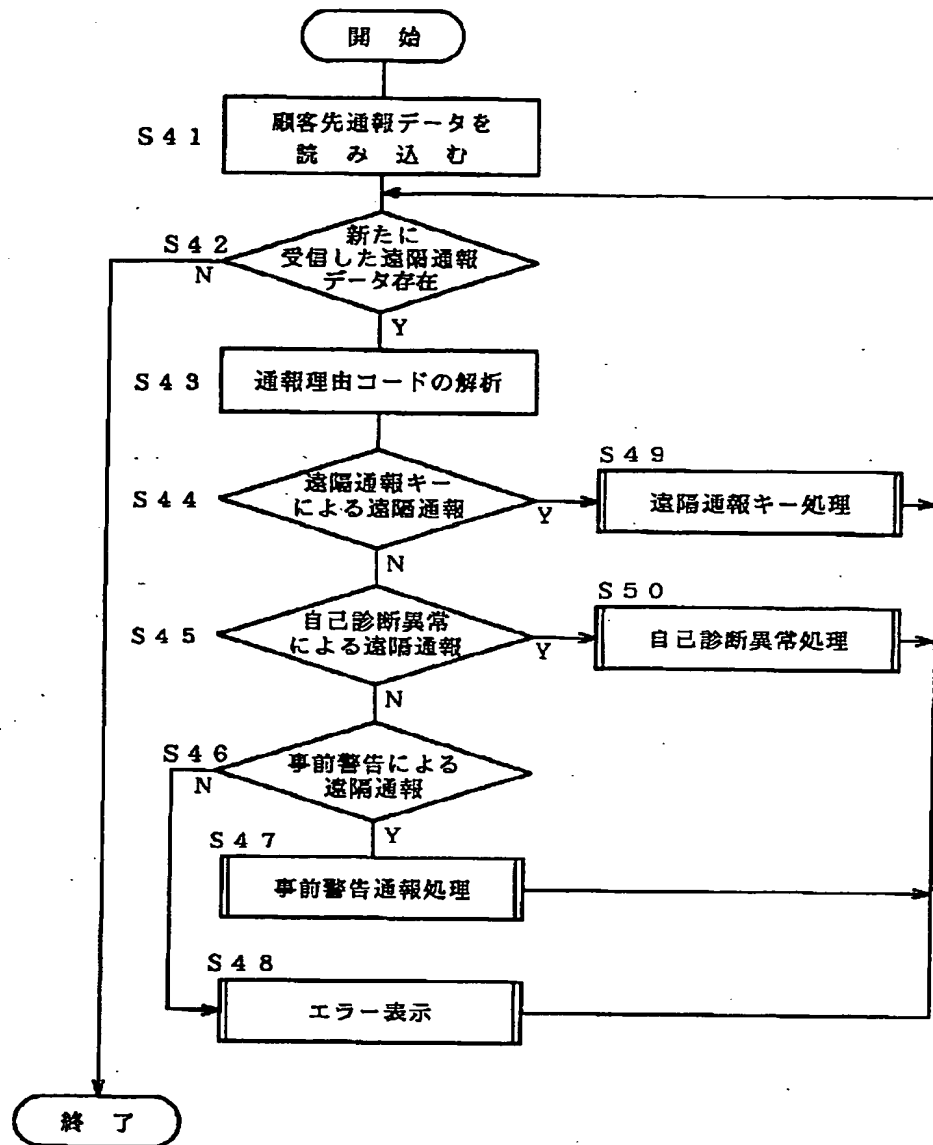 開 始
S41
顧客先通報データを
読 み 込 む
S42
新たに
受信した遠隔通報
データ存在
N
Y
S43
通報理由コードの解析
S44
遠隔通報キー
による遠隔通報
Y
N
S49
遠隔通報キー処理
S45
自己診断異常
による遠隔通報
Y
N
S50
自己診断異常処理
S46
事前警告による
遠隔通報
N
Y
S47
事前警告通報処理
S48
エラー表示
終 了